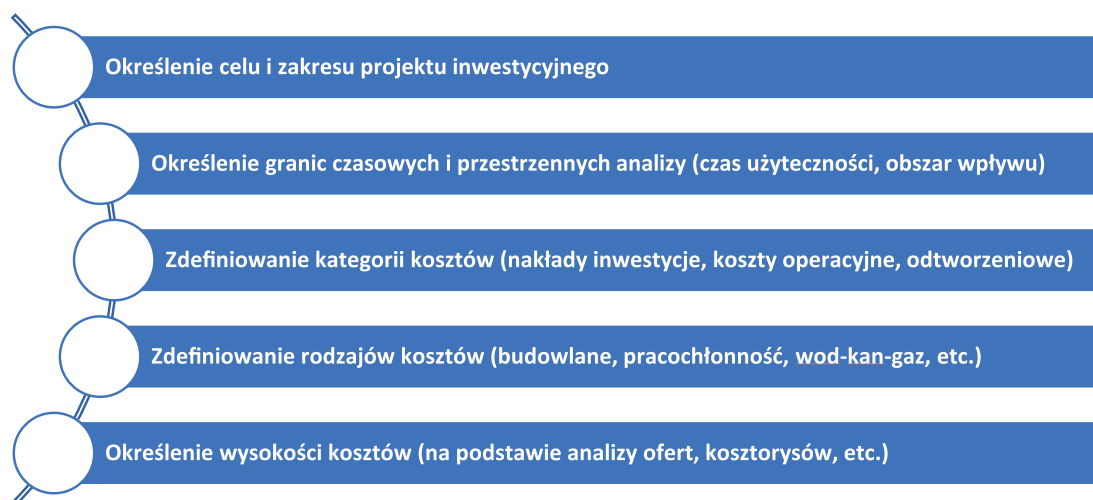 Określenie celu i zakresu projektu inwestycyjnego
Określenie granic czasowych i przestrzennych analizy (czas użyteczności, obszar wpływu)
Zdefiniowanie kategorii kosztów (nakłady inwestycje, koszty operacyjne, odtworzeniowe)
Zdefiniowanie rodzajów kosztów (budowlane, pracochłonność, wod-kan-gaz, etc.)
Określenie wysokości kosztów (na podstawie analizy ofert, kosztorysów, etc.)